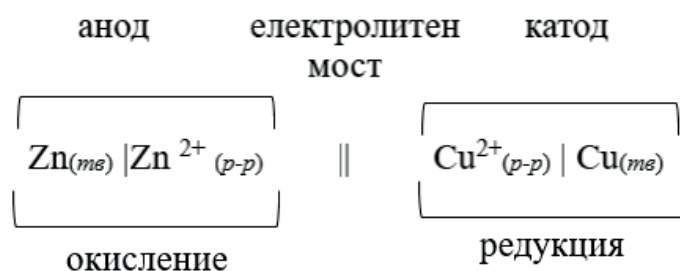 анод електролитен мост катод
Zn(тв) |Zn 2+ (р-р) || Cu2+(р-р) | Cu(тв)
окисление редукция